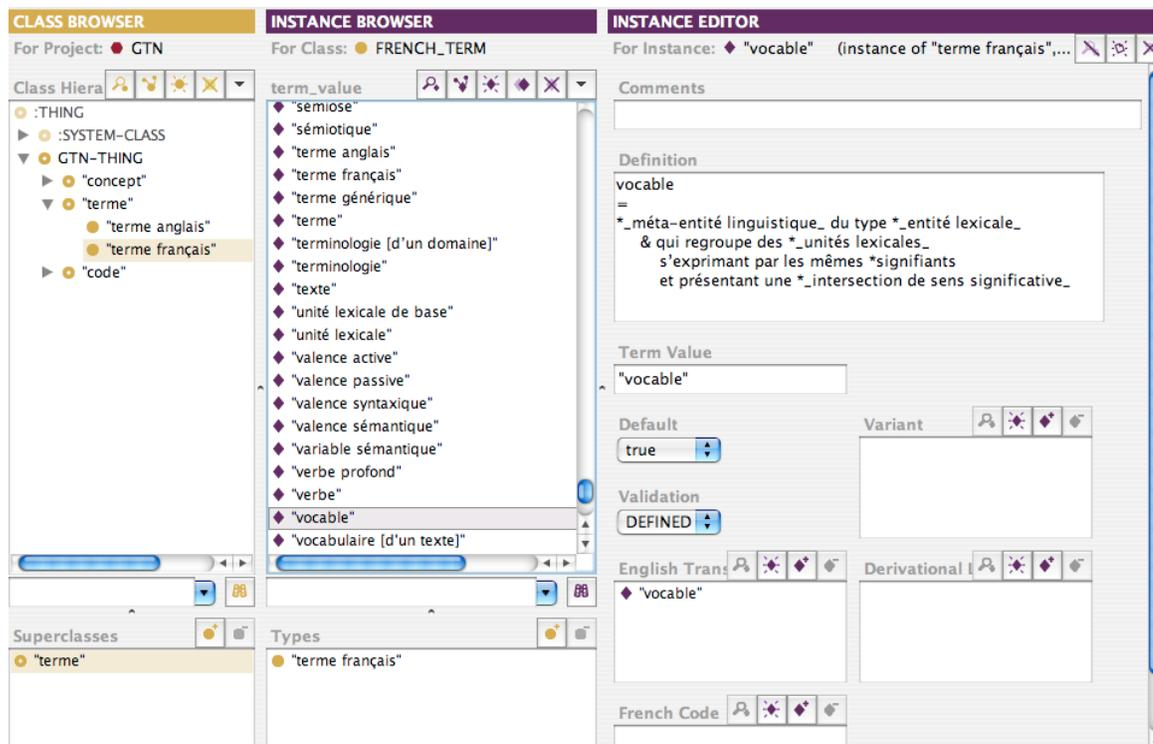 CLASS BROWSER
For Project: GTN
Class Hiera
:THING
:SYSTEM-CLASS
GTN-THING
"concept"
"terme"
"terme anglais"
"terme français"
"code"
Superclasses
"terme"
INSTANCE BROWSER
For Class: FRENCH_TERM
term_value
"sémiose"
"sémiotique"
"terme anglais"
"terme français"
"terme générique"
"terme"
"terminologie [d'un domaine]"
"terminologie"
"texte"
"unité lexicale de base"
"unité lexicale"
"valence active"
"valence passive"
"valence syntaxique"
"valence sémantique"
"variable sémantique"
"verbe profond"
"verbe"
"vocable"
"vocabulaire [d'un texte]"
Types
"terme français"
INSTANCE EDITOR
For Instance: "vocable" (instance of "terme français",...
Comments
Definition
vocable
=
*_méta-entité linguistique_ du type *_entité lexicale_
& qui regroupe des *_unités lexicales_
s'exprimant par les mêmes *signifiants
et présentant une *_intersection de sens significative_
Term Value
"vocable"
Default
true
Variant
Validation
DEFINED
English Trans
"vocable"
Derivational L
French Code